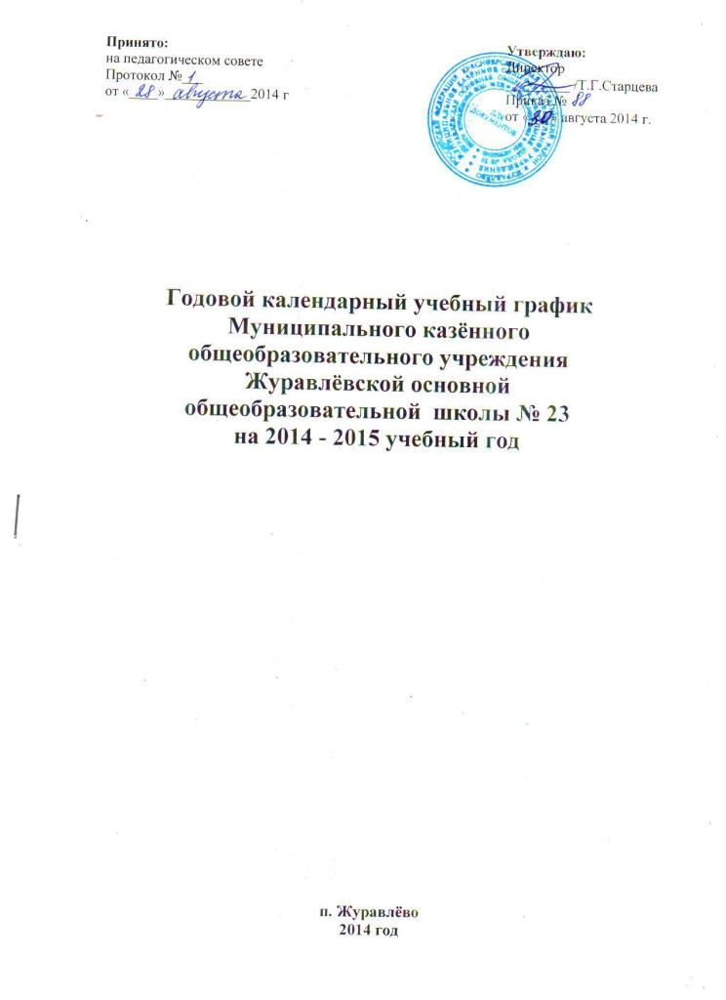 Принято:
на педагогическом совете
Протокол № 1
от «28» августа 2014 г
Утверждаю:
Директор
/Т.Г.Старцева
Приказ № 88
от «30» августа 2014 г.
ДЛЯ
ДОКУМЕНТОВ
Годовой календарный учебный график
Муниципального казённого
общеобразовательного учреждения
Журавлёвской основной
общеобразовательной школы № 23
на 2014 - 2015 учебный год
п. Журавлёво
2014 год